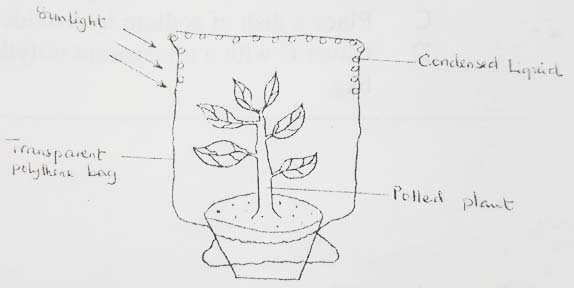 Sunlight
Condensed Liquid
Transparent
polythene bag
Potted plant